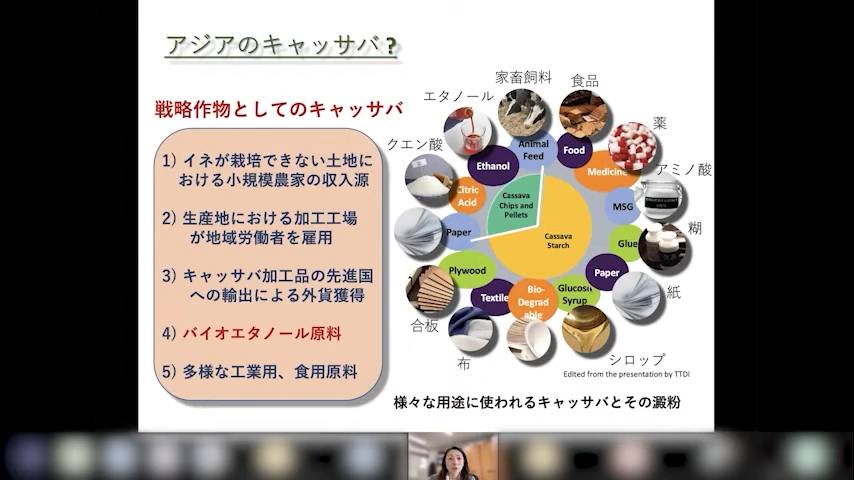 アジアのキャッサバ?
戦略作物としてのキャッサバ
1) イネが栽培できない土地に
おける小規模農家の収入源
2) 生産地における加工工場
が地域労働者を雇用
3) キャッサバ加工品の先進国
への輸出による外貨獲得
4) バイオエタノール原料
5) 多様な工業用、食用原料
家畜飼料
食品
エタノール
薬
クエン酸
アミノ酸
糊
紙
シロップ
布
合板
Animal
Feed
Food
Medicine
MSG
Glue
Paper
Glucose
Syrup
Bio-
Degrad
able
Textile
Plywood
Paper
Citric
Acid
Ethanol
Cassava
Chips and
Pellets
Cassava
Starch
Edited from the presentation by TTDI
様々な用途に使われるキャッサバとその澱粉